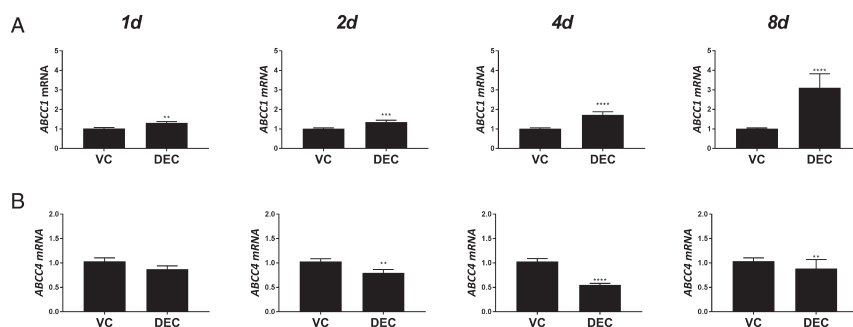 A
1d
2d
4d
8d
ABCC1 mRNA
5
4
3
2
1
0
VC
DEC
**
ABCC1 mRNA
5
4
3
2
1
0
VC
DEC
***
ABCC1 mRNA
5
4
3
2
1
0
VC
DEC
****
ABCC1 mRNA
5
4
3
2
1
0
VC
DEC
****
B
ABCC4 mRNA
2.0
1.5
1.0
0.5
0.0
VC
DEC
ABCC4 mRNA
2.0
1.5
1.0
0.5
0.0
VC
DEC
**
ABCC4 mRNA
2.0
1.5
1.0
0.5
0.0
VC
DEC
****
ABCC4 mRNA
2.0
1.5
1.0
0.5
0.0
VC
DEC
**